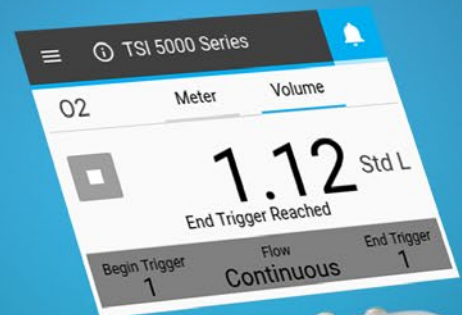 TSI 5000 Series
O2
Meter
Volume
1.12 Std L
End Trigger Reached
Begin Trigger
1
Flow
Continuous
End Trigger
1